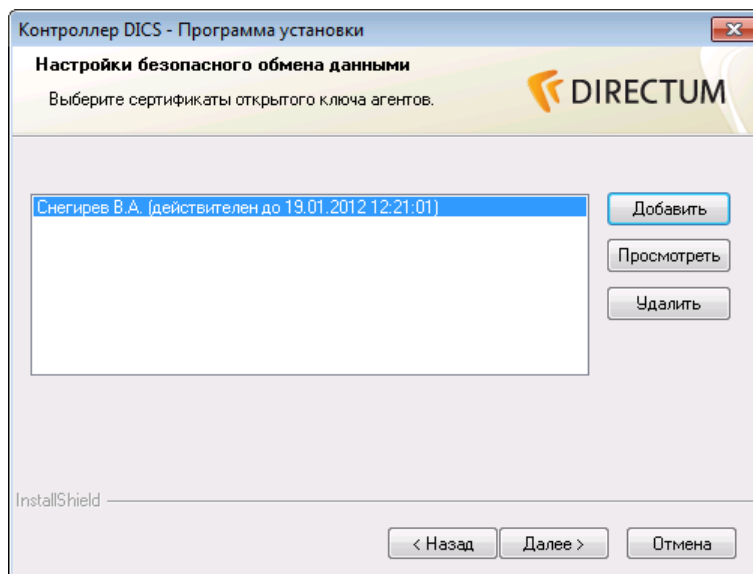 Контроллер DICS - Программа установки
Настройки безопасного обмена данными
Выберите сертификаты открытого ключа агентов.
DIRECTUM
Снегирев В.А. (действителен до 19.01.2012 12:21:01)
Добавить
Просмотреть
Удалить
InstallShield
< Назад
Далее >
Отмена